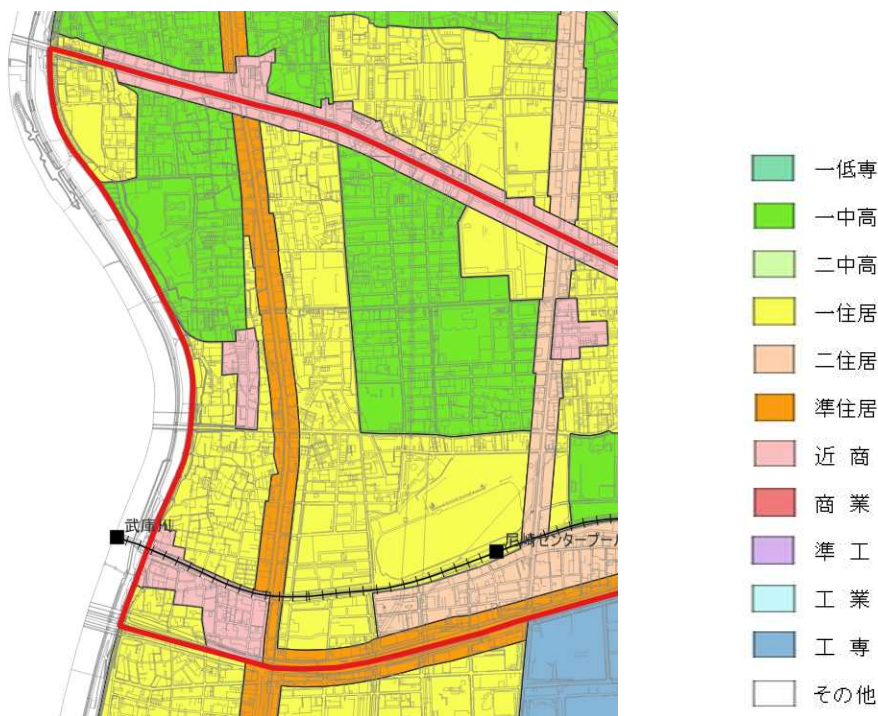 武庫川
尼崎センタープール
一低専
一中高
二中高
一住居
二住居
準住居
近 商
商 業
準 工
工 業
工 専
その他